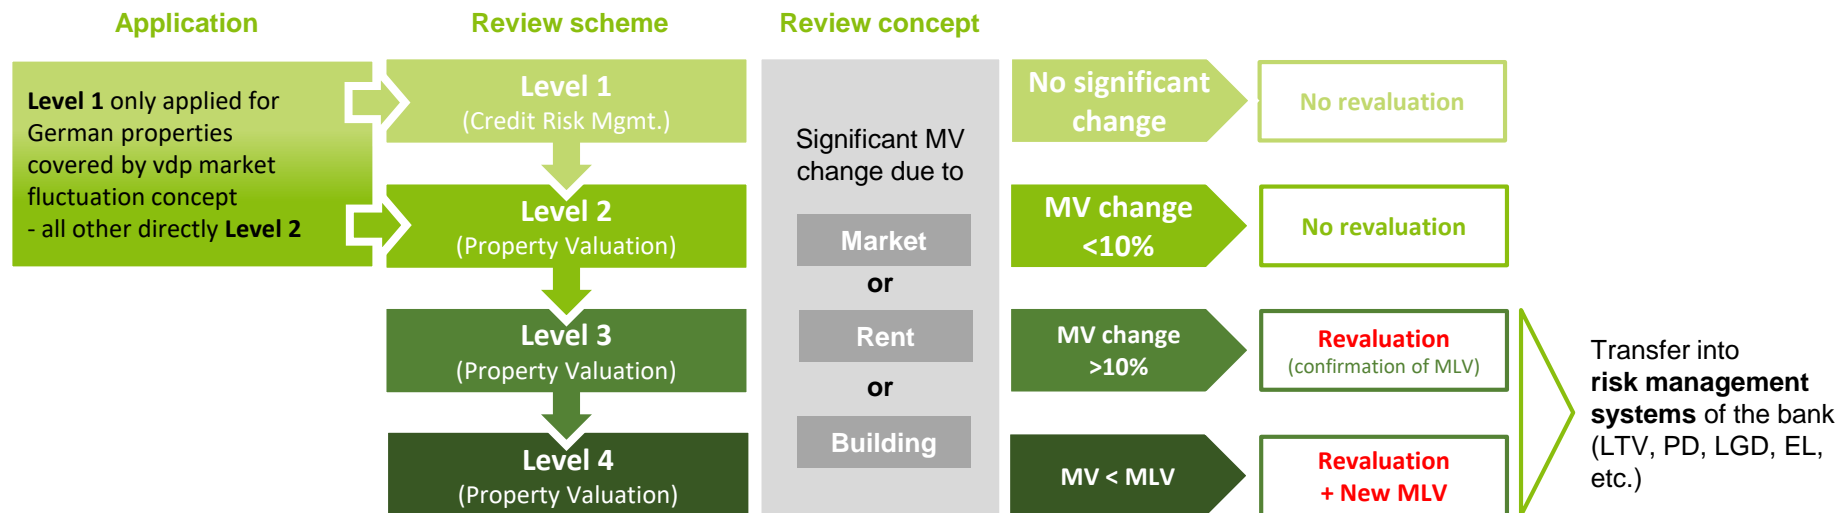 Application
Review scheme
Review concept
Level 1 only applied for
German properties
covered by vdp market
fluctuation concept
- all other directly Level 2
Level 1
(Credit Risk Mgmt.)
Level 2
(Property Valuation)
Level 3
(Property Valuation)
Level 4
(Property Valuation)
Significant MV
change due to
Market
or
Rent
or
Building
No significant
change
No revaluation
MV change
<10%
No revaluation
MV change
>10%
Revaluation
(confirmation of MLV)
MV < MLV
Revaluation
+ New MLV
Transfer into
risk management
systems of the bank
(LTV, PD, LGD, EL,
etc.)